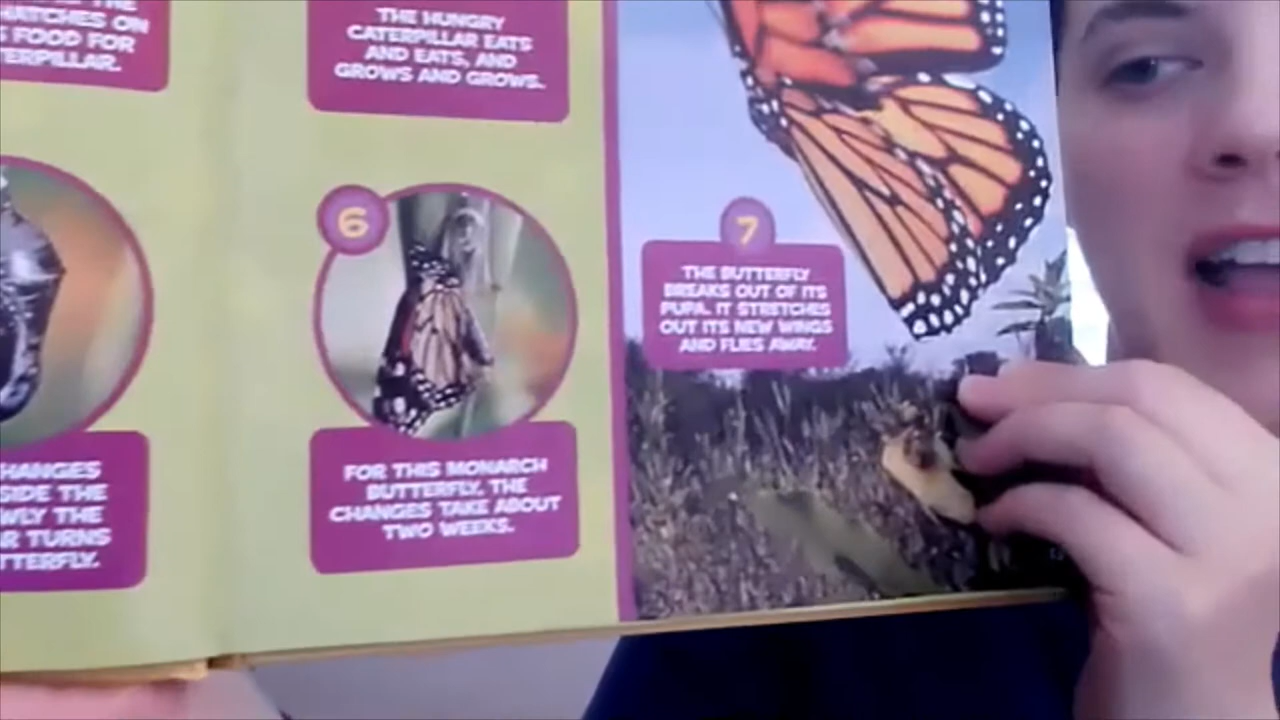 HATCHES ON
FOOD FOR
THE HUNGRY
CATERPILLAR EATS
AND EATS, AND
GROWS AND GROWS.
6
7
THE BUTTERFLY
BREAKS OUT OF ITS
PUPA. IT STRETCHES
OUT ITS NEW WINGS
AND FLIES AWAY.
HANGES
SIDE THE
WLY THE
R TURNS
TTERFLY.
FOR THIS MONARCH
BUTTERFLY, THE
CHANGES TAKE ABOUT
TWO WEEKS.